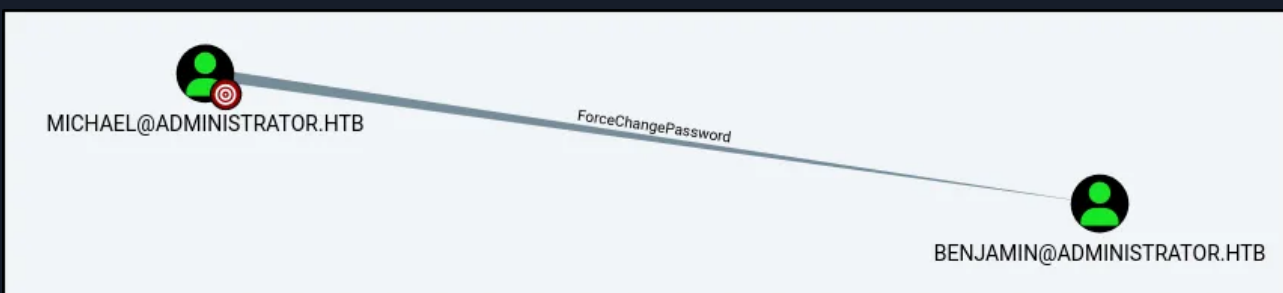 MICHAEL@ADMINISTRATOR.HTB
ForceChangePassword
BENJAMIN@ADMINISTRATOR.HTB